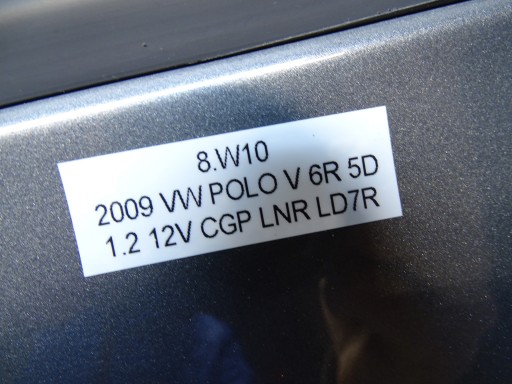 8.W10
2009 VW POLO V 6R 5D
1.2 12V CGP LNR LD7R